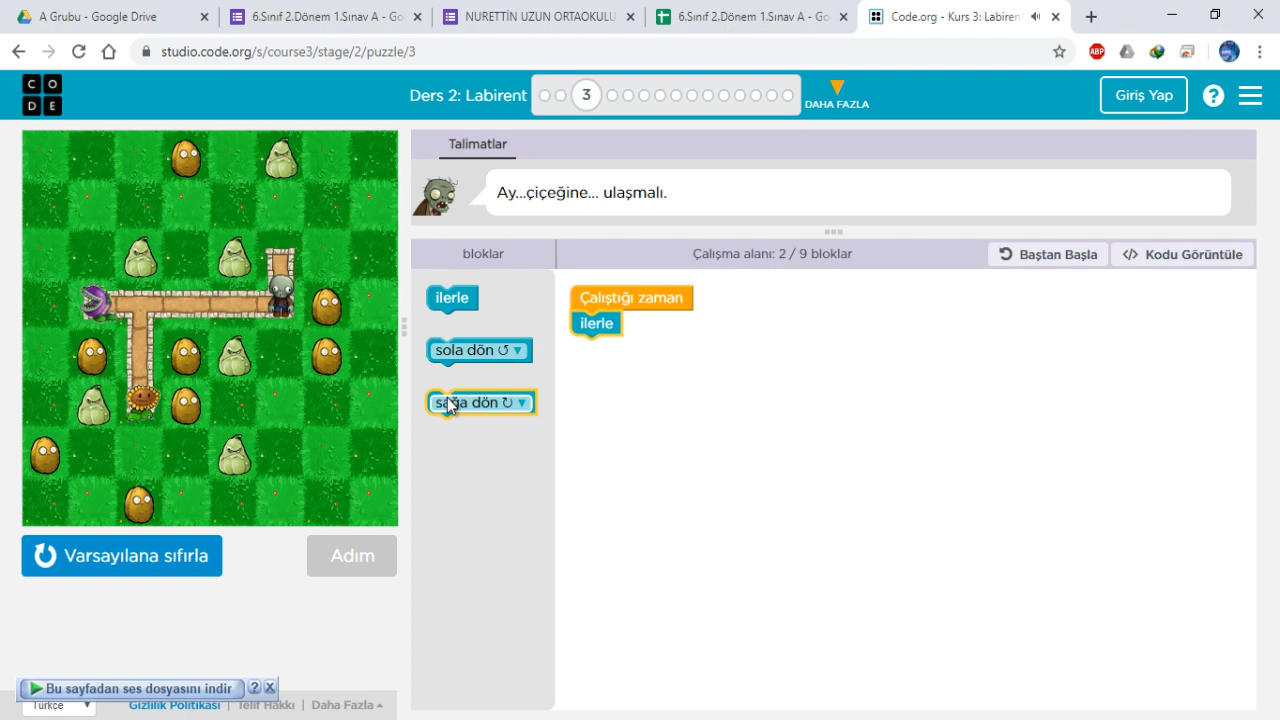 A Grubu - Google Drive
6.Sınıf 2.Dönem 1.Sınav A - Go
NURETTİN UZUN ORTAOKULU
6.Sınıf 2.Dönem 1.Sınav A - Go
Code.org - Kurs 3: Labirent
studio.code.org/s/course3/stage/2/puzzle/3
ABP
C O
D E
Ders 2: Labirent
3
DAHA FAZLA
Giriş Yap
?
Talimatlar
Ay...çiçeğine... ulaşmalı.
bloklar
Çalışma alanı: 2 / 9 bloklar
Baştan Başla
</> Kodu Görüntüle
ilerle
sola dön ↺ ▼
sağa dön ↻ ▼
Çalıştığı zaman
ilerle
Varsayılana sıfırla
Adım
Bu sayfadan ses dosyasını indir
? X
Türkçe
Gizlilik Politikası | Telif Hakkı | Daha Fazla